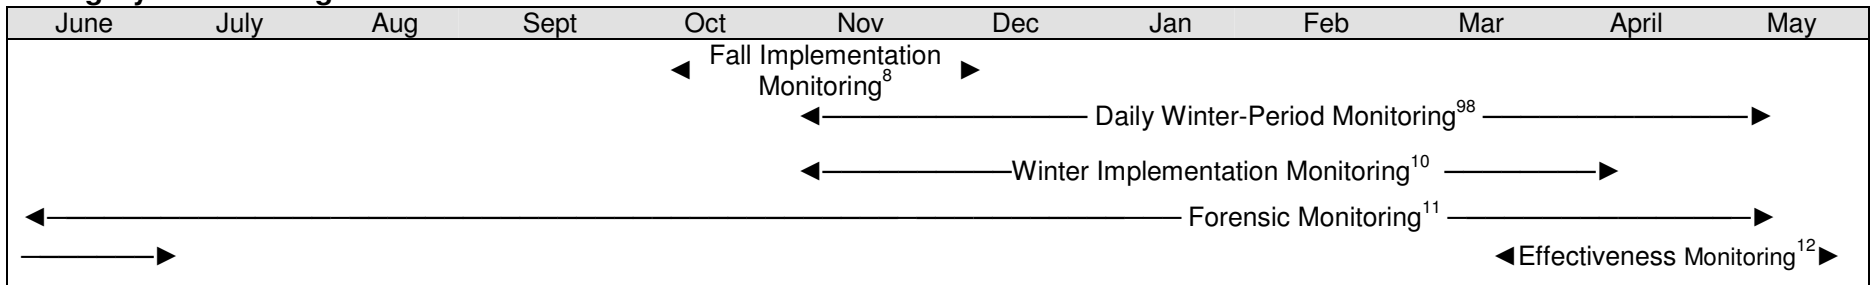 June July Aug Sept Oct Nov Dec Jan Feb Mar April May
Fall Implementation
Monitoring8
Daily Winter-Period Monitoring98
Winter Implementation Monitoring10
Forensic Monitoring11
Effectiveness Monitoring12